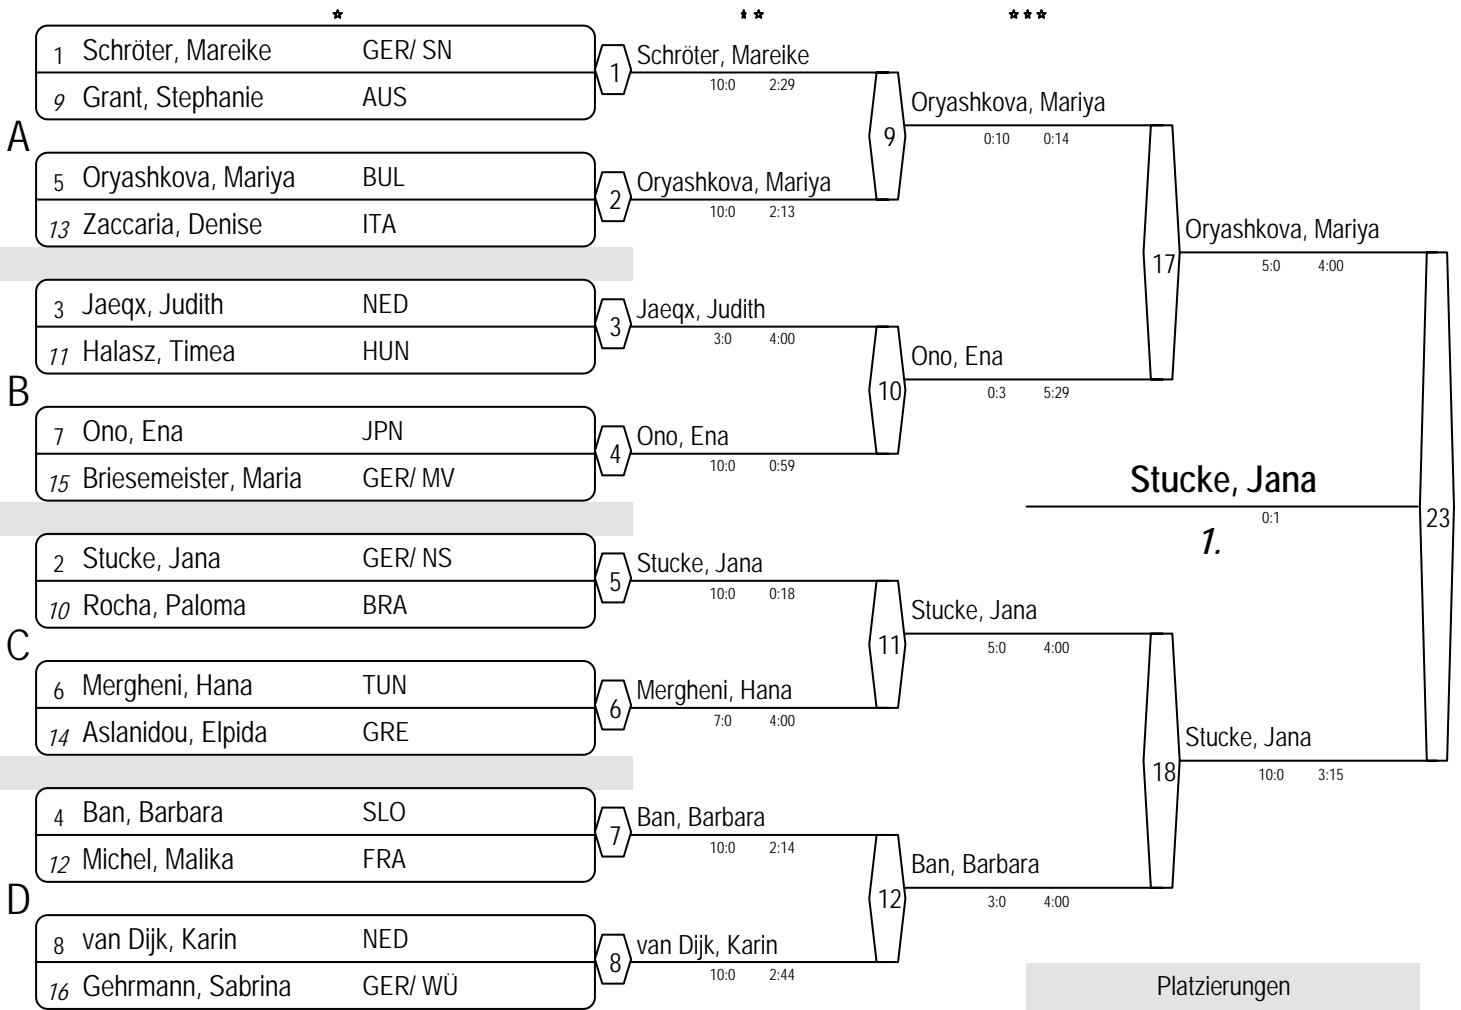 1 Schröter, Mareike GER/ SN
9 Grant, Stephanie AUS
A
5 Oryashkova, Mariya BUL
13 Zaccaria, Denise ITA
3 Jaeqx, Judith NED
11 Halasz, Timea HUN
B
7 Ono, Ena JPN
15 Briesemeister, Maria GER/ MV
2 Stucke, Jana GER/ NS
10 Rocha, Paloma BRA
C
6 Mergheni, Hana TUN
14 Aslanidou, Elpida GRE
4 Ban, Barbara SLO
12 Michel, Malika FRA
D
8 van Dijk, Karin NED
16 Gehrmann, Sabrina GER/ WÜ
1 Schröter, Mareike
10:0 2:29
2 Oryashkova, Mariya
10:0 2:13
3 Jaeqx, Judith
3:0 4:00
4 Ono, Ena
10:0 0:59
5 Stucke, Jana
10:0 0:18
6 Mergheni, Hana
7:0 4:00
7 Ban, Barbara
10:0 2:14
8 van Dijk, Karin
10:0 2:44
9 Oryashkova, Mariya
0:10 0:14
10 Ono, Ena
0:3 5:29
11 Stucke, Jana
5:0 4:00
12 Ban, Barbara
3:0 4:00
17 Oryashkova, Mariya
5:0 4:00
18 Stucke, Jana
10:0 3:15
Stucke, Jana
0:1
23
1.
Platzierungen